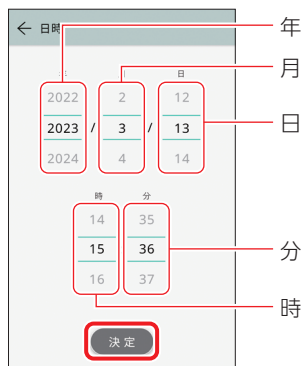 ← 日時
日
2022 2 12
2023 / 3 / 13
2024 4 14
時 分
14 35
15 36
16 37
決定
年
月
日
分
時